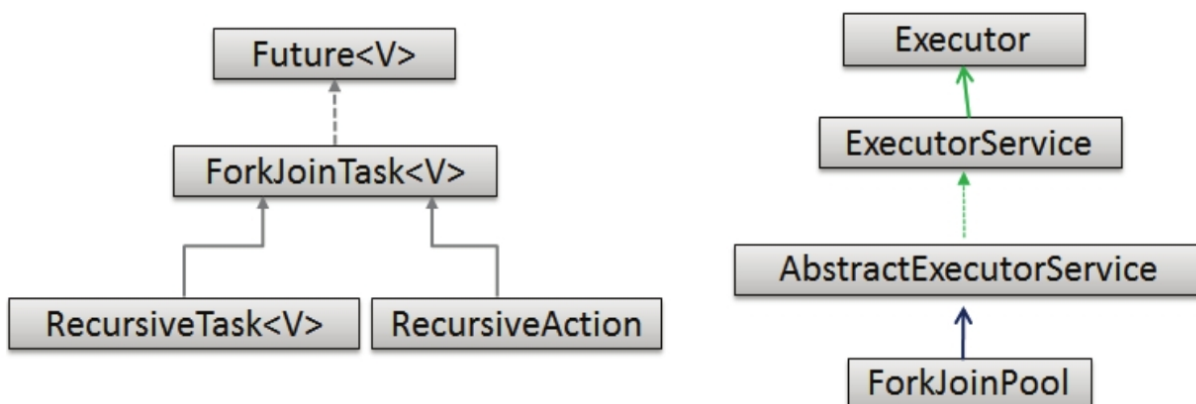 Future<V>
ForkJoinTask<V>
RecursiveTask<V>
RecursiveAction
Executor
ExecutorService
AbstractExecutorService
ForkJoinPool